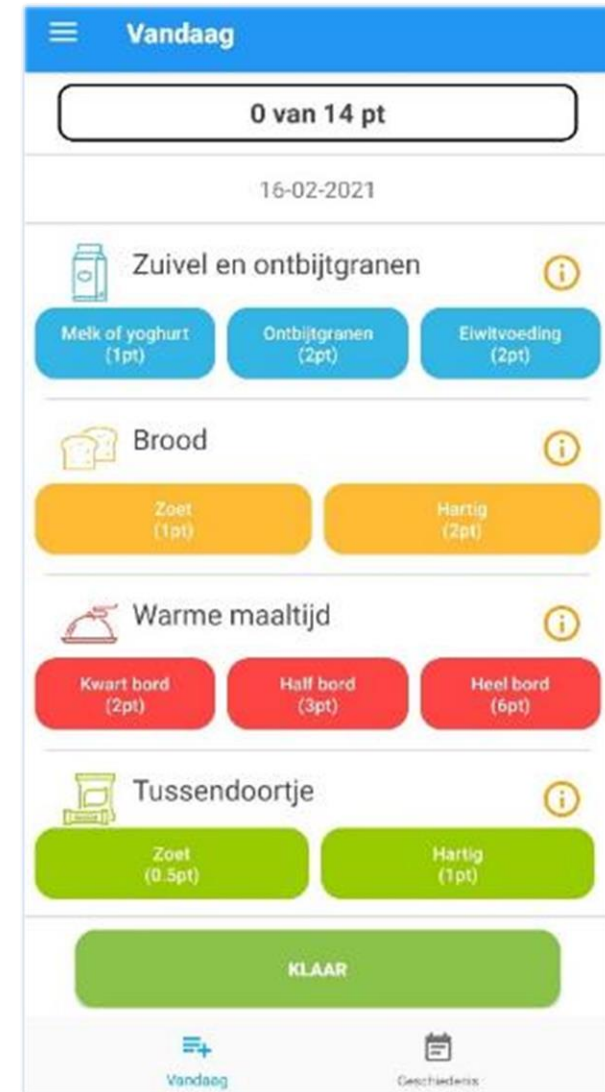 Vandaag
0 van 14 pt
16-02-2021
Zuivel en ontbijtgranen
Melk of yoghurt
(1pt)
Ontbijtgranen
(2pt)
Eiwitvoeding
(2pt)
Brood
Zoet
(1pt)
Hartig
(2pt)
Warme maaltijd
Kwart bord
(2pt)
Half bord
(3pt)
Heel bord
(6pt)
Tussendoortje
Zoet
(0.5pt)
Hartig
(1pt)
KLAAR
Vandaag
Geschiedenis